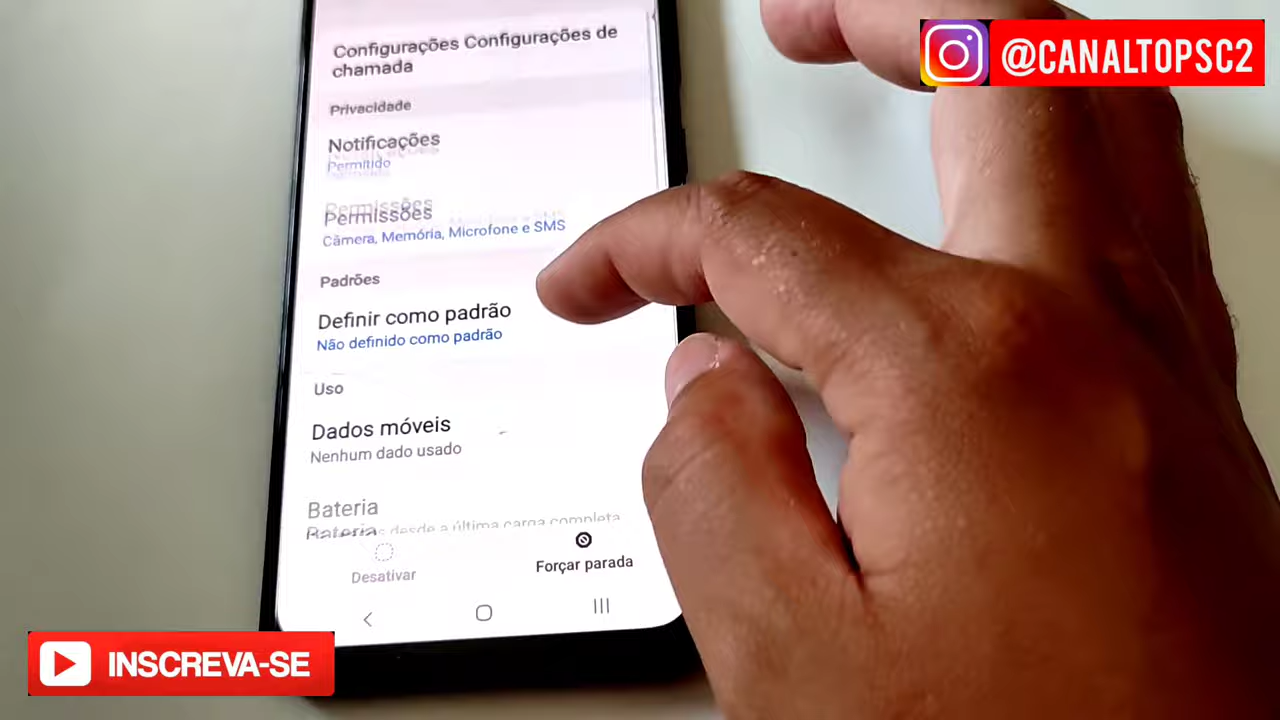 @CANALTOPSC2
Configurações Configurações de
chamada
Privacidade
Notificações
Permitido
Permissões
Câmera, Memória, Microfone e SMS
Padrões
Definir como padrão
Não definido como padrão
Uso
Dados móveis
Nenhum dado usado
Bateria
desde a última carga completa
Desativar
Forçar parada
INSCREVA-SE